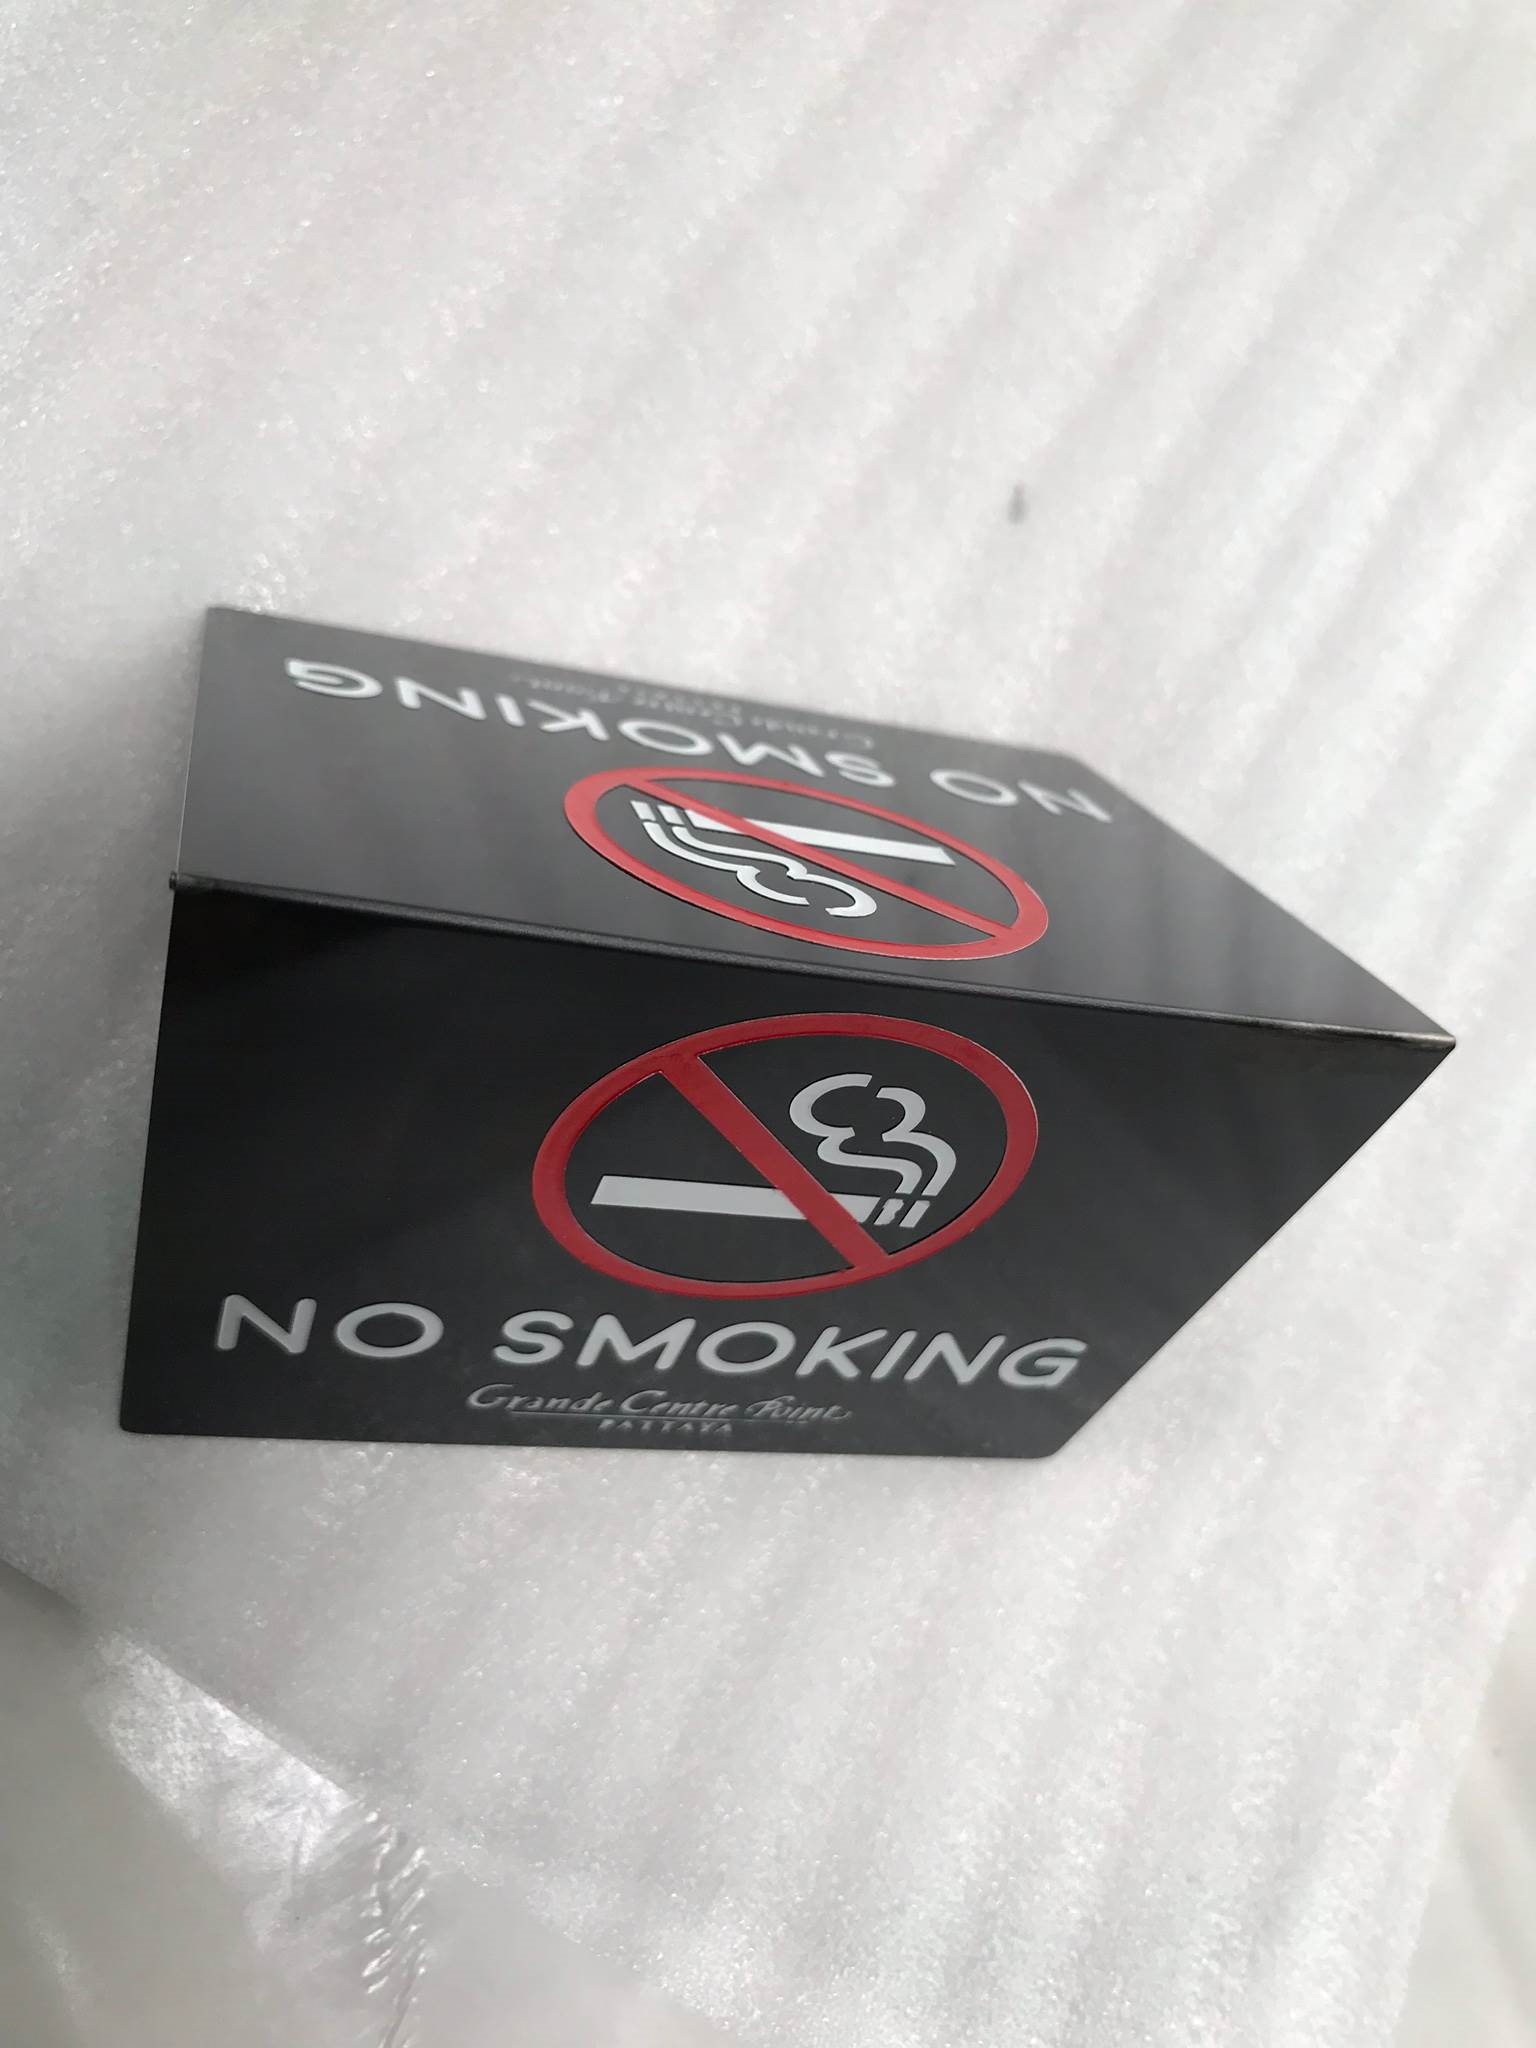 NO SMOKING
Grande Centre Point
PATTAYA
NO SMOKING
Grande Centre Point